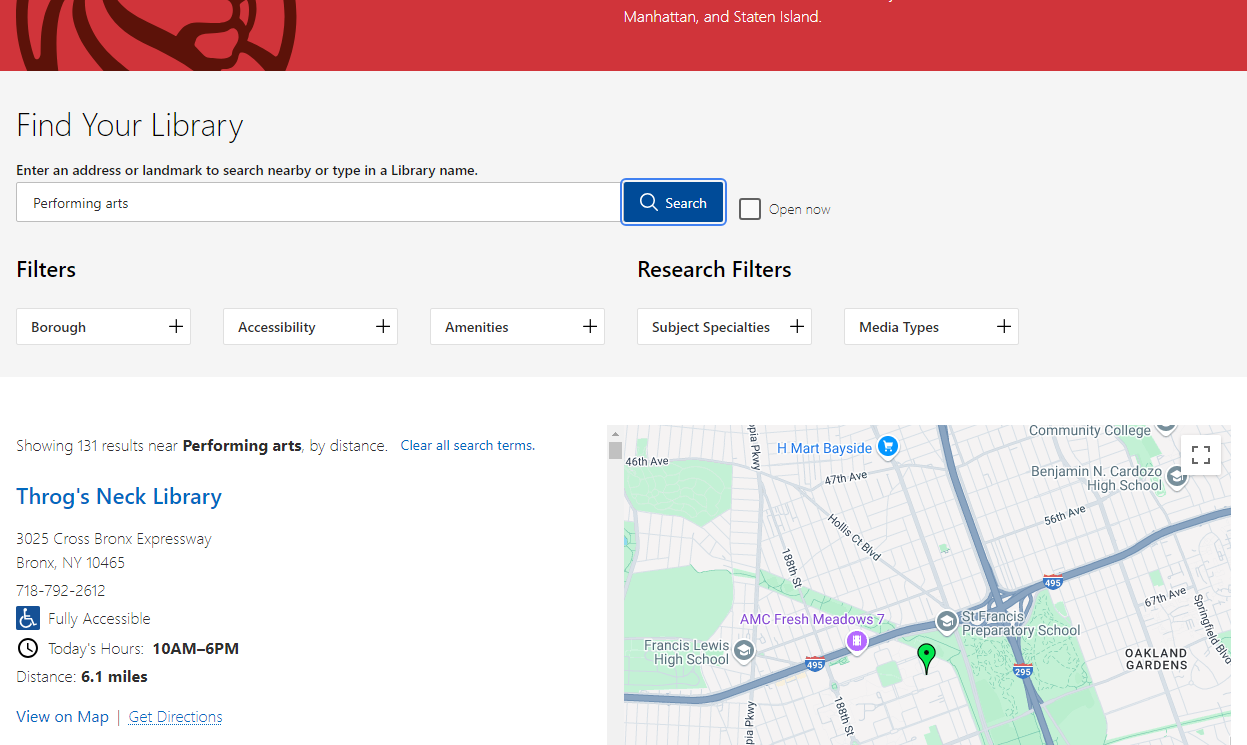 Manhattan, and Staten Island.
Find Your Library
Enter an address or landmark to search nearby or type in a Library name.
Performing arts
Search
Open now
Filters
Research Filters
Borough
Accessibility
Amenities
Subject Specialties
Media Types
Showing 131 results near Performing arts, by distance.
Clear all search terms.
Throg's Neck Library
3025 Cross Bronx Expressway
Bronx, NY 10465
718-792-2612
Fully Accessible
Today's Hours: 10AM–6PM
Distance: 6.1 miles
View on Map | Get Directions
46th Ave
pia Pkwy
H Mart Bayside
Community College
47th Ave
Benjamin N. Cardozo
High School
Hollis Ct Blvd
56th Ave
188th St
495
67th Ave
Springfield Blvd
AMC Fresh Meadows 7
St Francis
Preparatory School
Francis Lewis
High School
495
295
OAKLAND
GARDENS
188th St
pia Pkwy